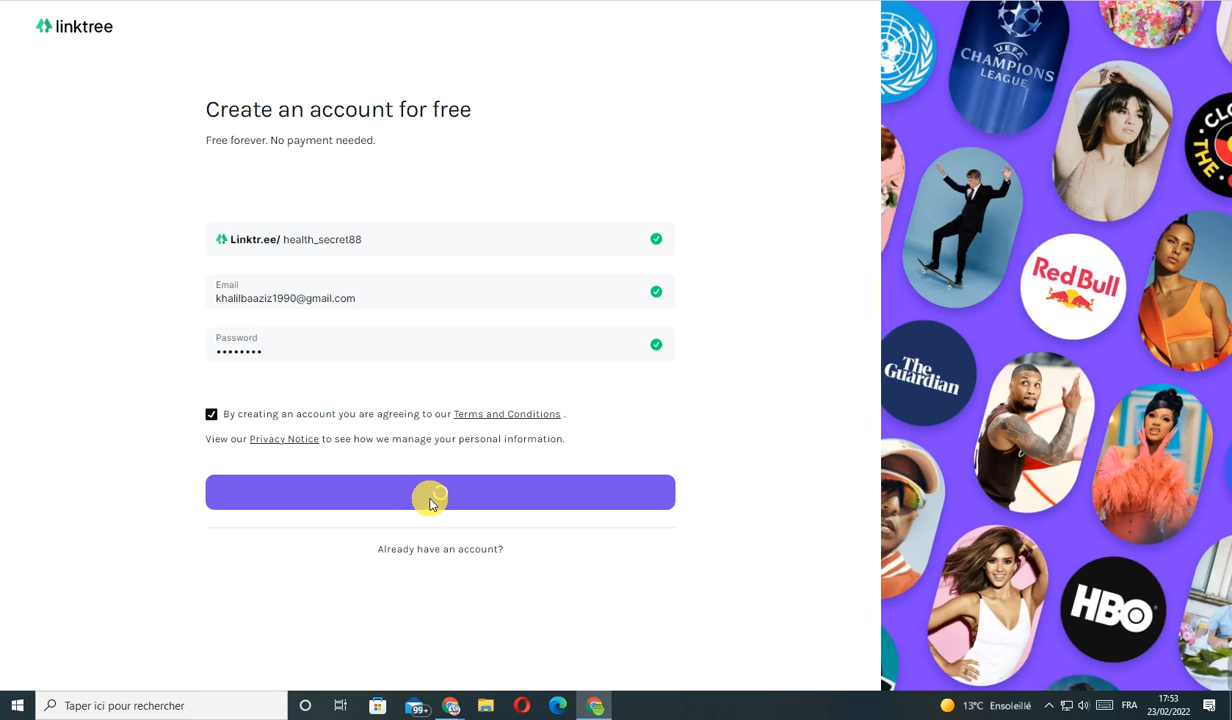 linktree
Create an account for free
Free forever. No payment needed.
Linktr.ee/ health_secret88
Email
khalilbaaziz1990@gmail.com
Password
••••••••
By creating an account you are agreeing to our Terms and Conditions .
View our Privacy Notice to see how we manage your personal information.
Already have an account?
UEFA
CHAMPIONS
LEAGUE
THE
CLO
Red Bull
The
Guardian
HBO
Taper ici pour rechercher
99+
13°C Ensoleillé
FRA
17:53
23/02/2022